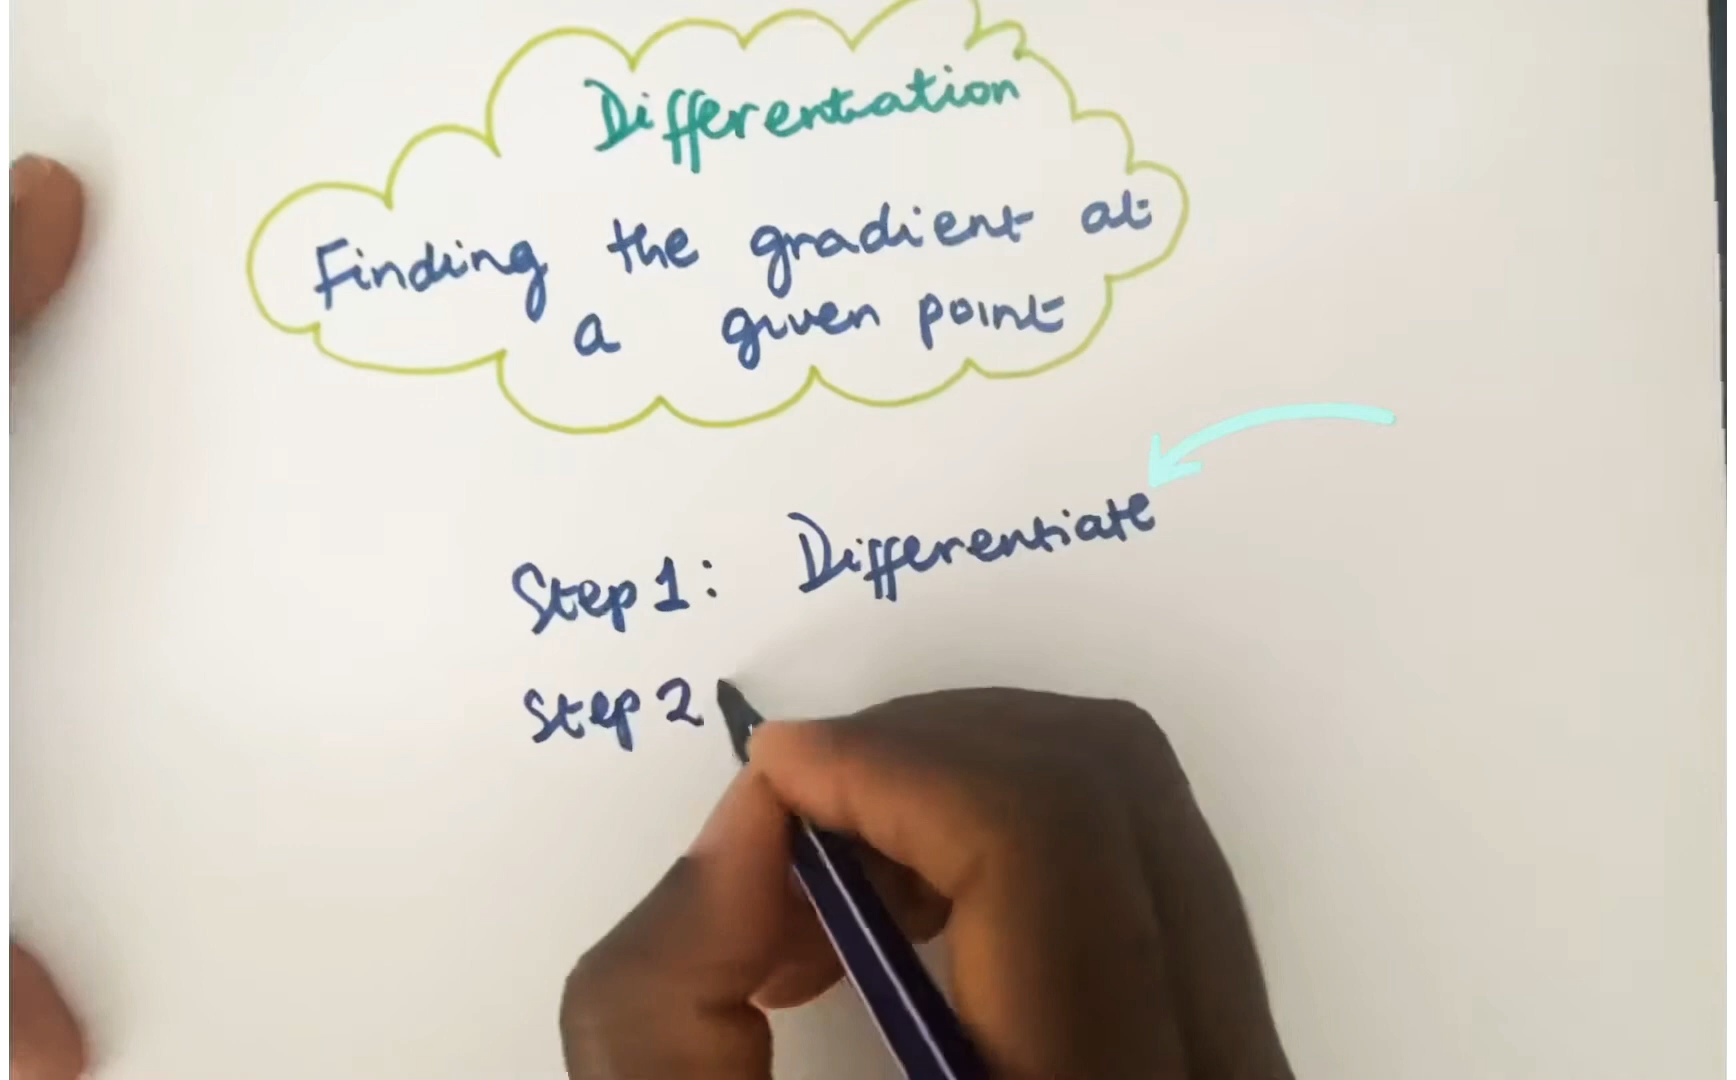 Differentiation
Finding the gradient at
a given point
Step 1: Differentiate
Step 2